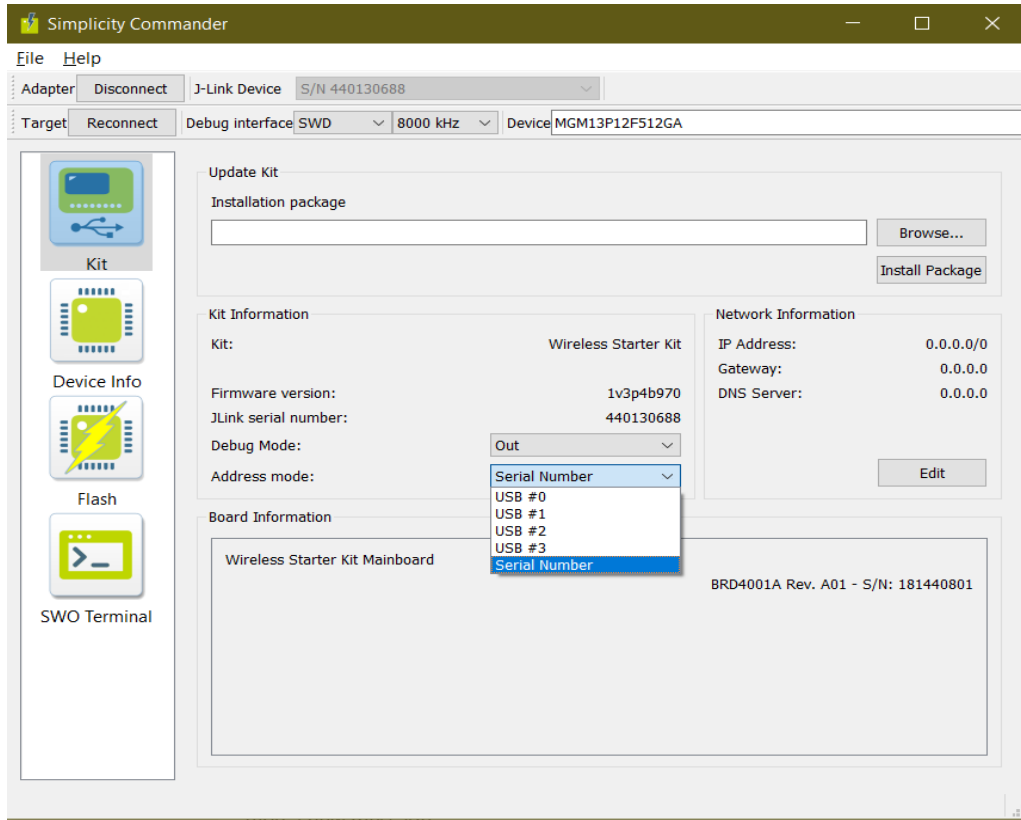 Simplicity Commander
File Help
Adapter Disconnect J-Link Device S/N 440130688
Target Reconnect Debug interface SWD 8000 kHz Device MGM13P12F512GA
Kit
Device Info
Flash
SWO Terminal
Update Kit
Installation package
Browse...
Install Package
Kit Information
Kit: Wireless Starter Kit
Firmware version: 1v3p4b970
JLink serial number: 440130688
Debug Mode: Out
Address mode: Serial Number
USB #0
USB #1
USB #2
USB #3
Serial Number
Network Information
IP Address: 0.0.0.0/0
Gateway: 0.0.0.0
DNS Server: 0.0.0.0
Edit
Board Information
Wireless Starter Kit Mainboard
BRD4001A Rev. A01 - S/N: 181440801